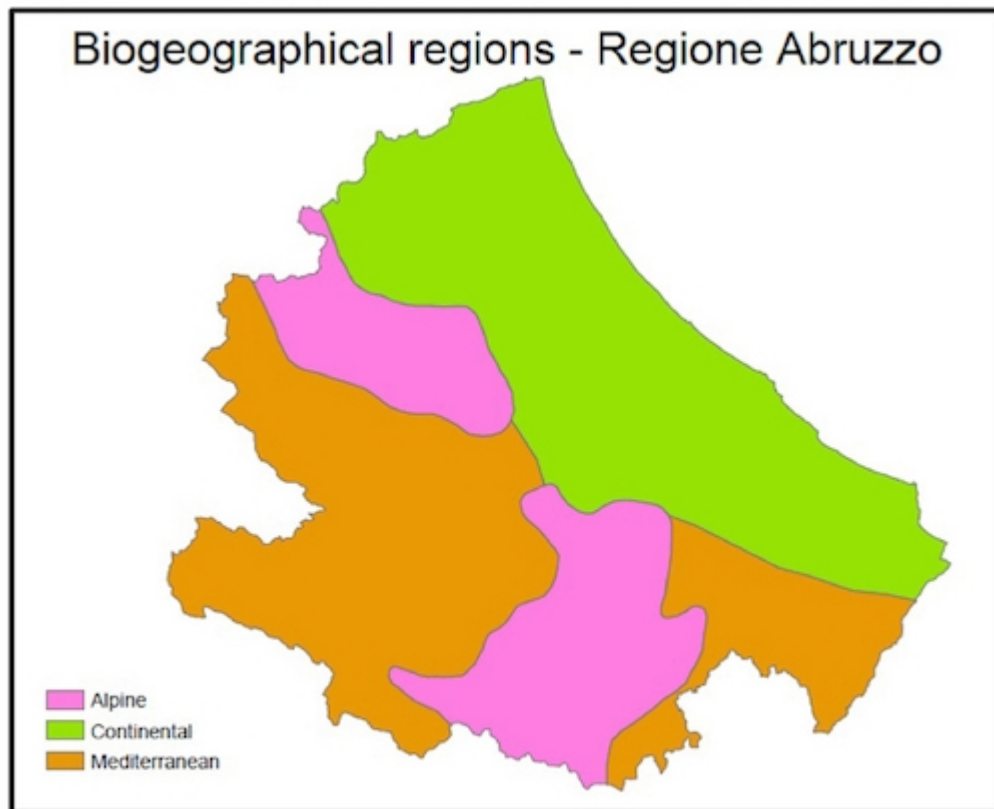 Biogeographical regions - Regione Abruzzo
Alpine
Continental
Mediterranean